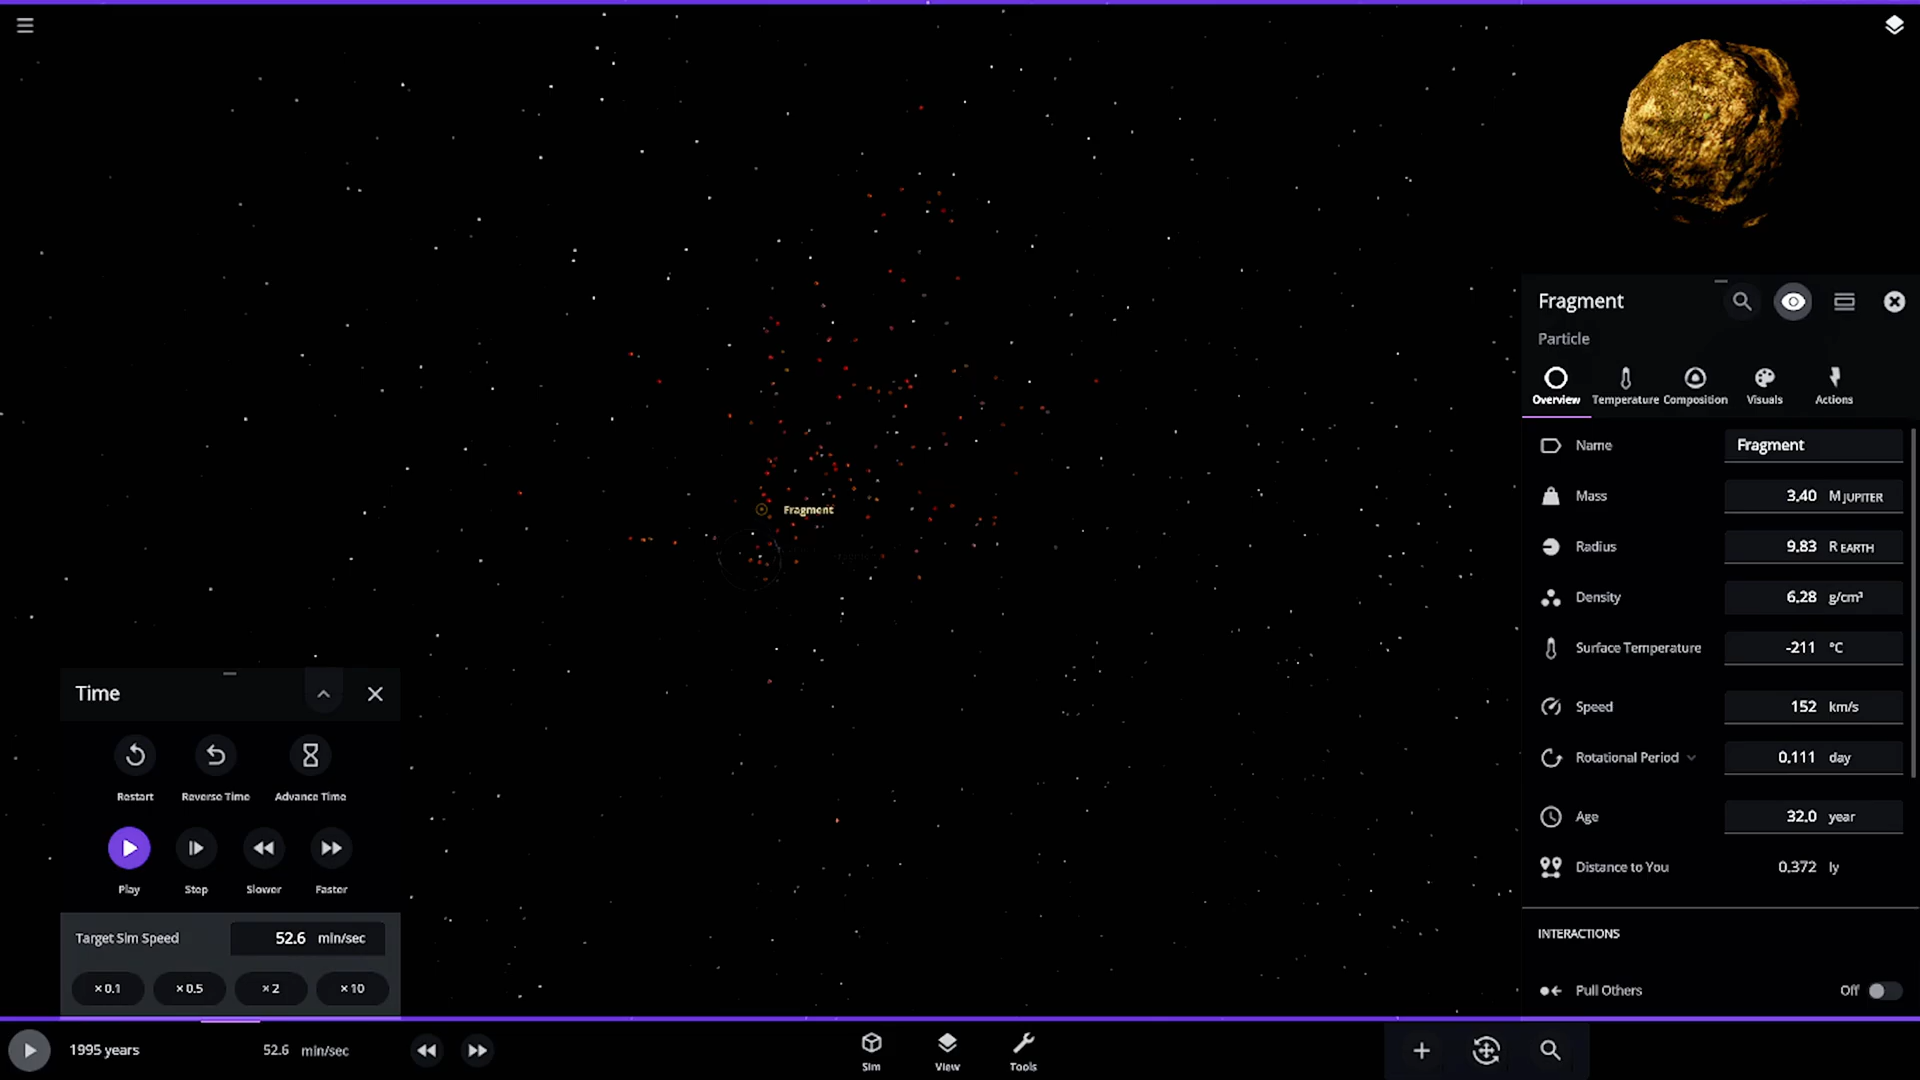 Fragment
Particle
Overview Temperature Composition Visuals Actions
Name Fragment
Mass 3.40 M JUPITER
Radius 9.83 R EARTH
Density 6.28 g/cm³
Surface Temperature -211 °C
Speed 152 km/s
Rotational Period 0.111 day
Age 32.0 year
Distance to You 0.372 ly
INTERACTIONS
Pull Others Off
Fragment
Time
Restart Reverse Time Advance Time
Play Step Slower Faster
Target Sim Speed 52.6 min/sec
×0.1 ×0.5 ×2 ×10
1995 years 52.6 min/sec
Sim View Tools